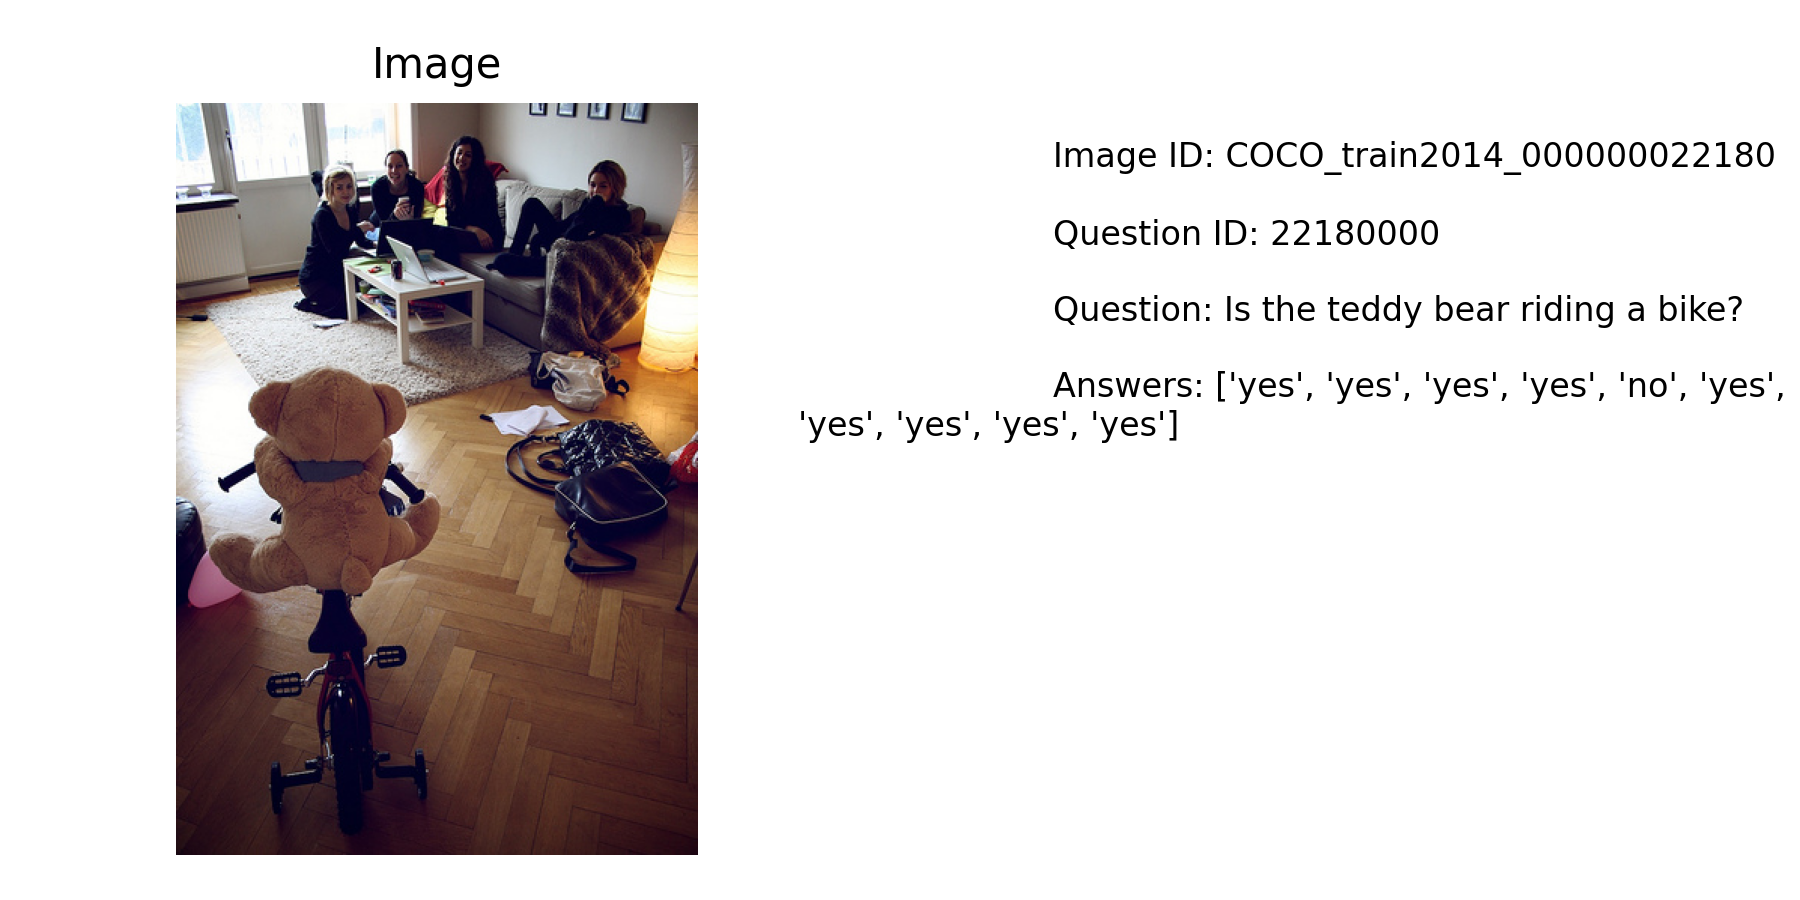 Image
Image ID: COCO_train2014_000000022180
Question ID: 22180000
Question: Is the teddy bear riding a bike?
Answers: ['yes', 'yes', 'yes', 'yes', 'no', 'yes',
'yes', 'yes', 'yes', 'yes']